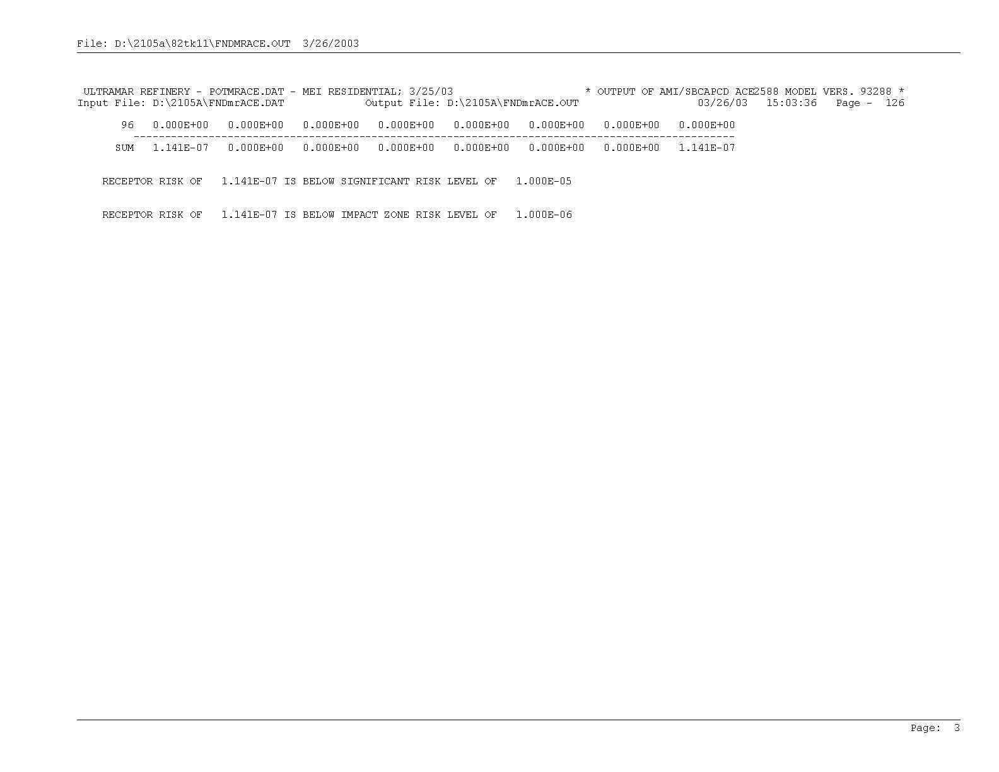 File: D:\2105a\82tk11\FNDMRACE.OUT  3/26/2003
ULTRAMAR REFINERY - POTMRACE.DAT - MEI RESIDENTIAL; 3/25/03                     * OUTPUT OF AMI/SBCAPCD ACE2588 MODEL VERS. 93288 *
Input File: D:\2105A\FNDmrACE.DAT             Output File: D:\2105A\FNDmrACE.OUT                   03/26/03   15:03:36   Page -  126
96   0.000E+00   0.000E+00   0.000E+00   0.000E+00   0.000E+00   0.000E+00   0.000E+00   0.000E+00
------------------------------------------------------------------------------------------------
SUM   1.141E-07   0.000E+00   0.000E+00   0.000E+00   0.000E+00   0.000E+00   0.000E+00   1.141E-07
RECEPTOR RISK OF   1.141E-07 IS BELOW SIGNIFICANT RISK LEVEL OF   1.000E-05
RECEPTOR RISK OF   1.141E-07 IS BELOW IMPACT ZONE RISK LEVEL OF   1.000E-06
Page:  3